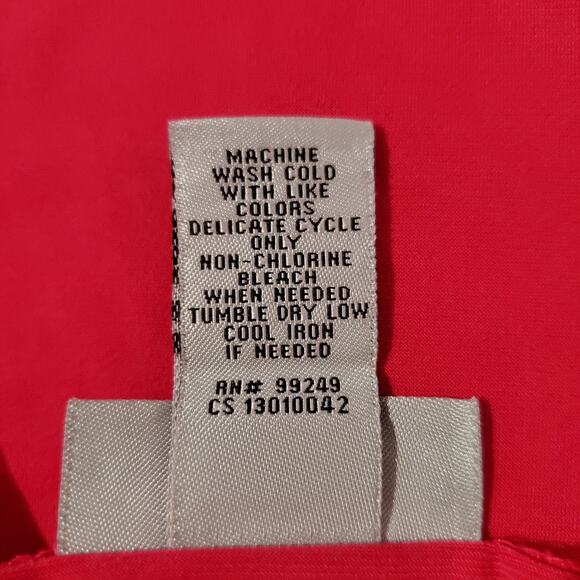 MACHINE
WASH COLD
WITH LIKE
COLORS
DELICATE CYCLE
ONLY
NON-CHLORINE
BLEACH
WHEN NEEDED
TUMBLE DRY LOW
COOL IRON
IF NEEDED
RN# 99249
CS 13010042